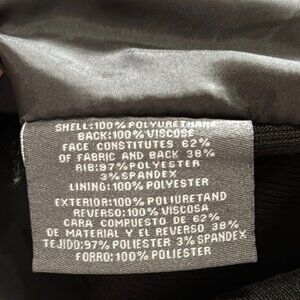 SHELL:100% POLYURETHANE
BACK:100% VISCOSE
FACE CONSTITUTES 62%
OF FABRIC AND BACK 38%
RIB:97% POLYESTER
3% SPANDEX
LINING:100% POLYESTER
EXTERIOR:100% POLIURETANO
REVERSO:100% VISCOSA
CARA COMPUESTO DE 62%
DE MATERIAL Y EL REVERSO 38%
TEJIDO:97% POLIESTER 3% SPANDEX
FORRO:100% POLIESTER